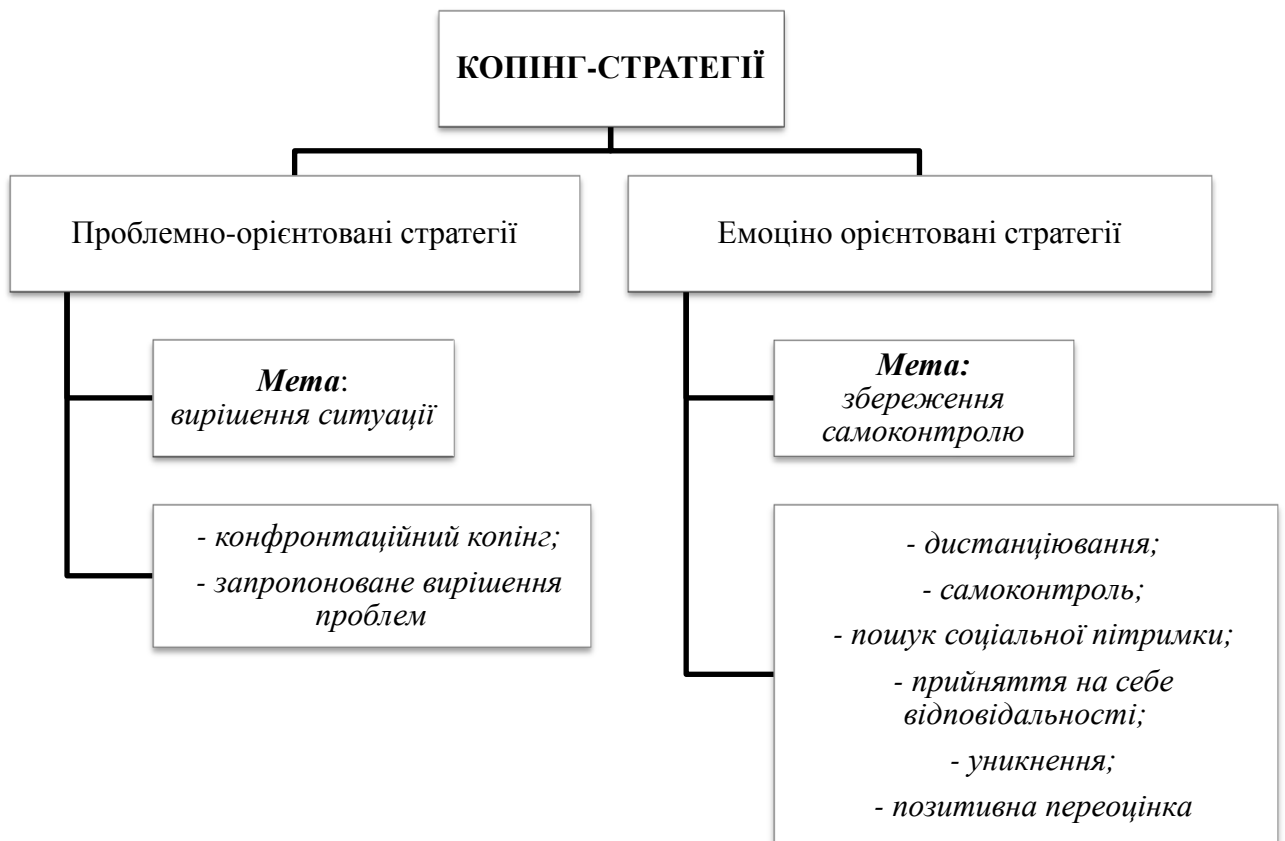 КОПІНГ-СТРАТЕГІЇ
Проблемно-орієнтовані стратегії
Мета:
вирішення ситуації
- конфронтаційний копінг;
- запропоноване вирішення
проблем
Емоціно орієнтовані стратегії
Мета:
збереження
самоконтролю
- дистанціювання;
- самоконтроль;
- пошук соціальної пітримки;
- прийняття на себе
відповідальності;
- уникнення;
- позитивна переоцінка